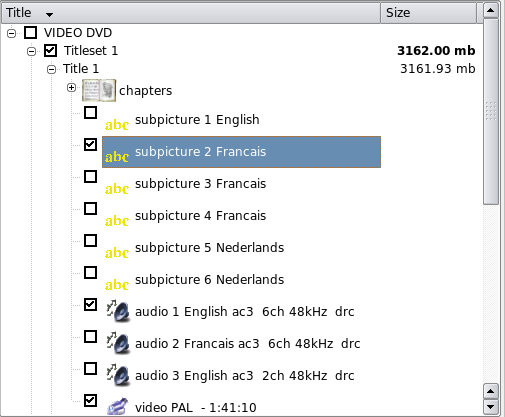 Title Size
VIDEO DVD
Titleset 1 3162.00 mb
Title 1 3161.93 mb
chapters
abc subpicture 1 English
abc subpicture 2 Francais
abc subpicture 3 Francais
abc subpicture 4 Francais
abc subpicture 5 Nederlands
abc subpicture 6 Nederlands
audio 1 English ac3 6ch 48kHz drc
audio 2 Francais ac3 6ch 48kHz drc
audio 3 English ac3 2ch 48kHz drc
video PAL - 1:41:10